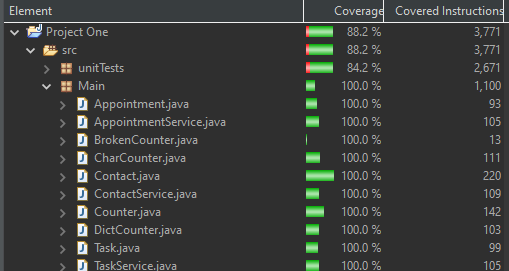 Element Coverage Covered Instructions
Project One 88.2 % 3,771
src 88.2 % 3,771
unitTests 84.2 % 2,671
Main 100.0 % 1,100
Appointment.java 100.0 % 93
AppointmentService.java 100.0 % 105
BrokenCounter.java 100.0 % 13
CharCounter.java 100.0 % 111
Contact.java 100.0 % 220
ContactService.java 100.0 % 109
Counter.java 100.0 % 142
DictCounter.java 100.0 % 103
Task.java 100.0 % 99
TaskService.java 100.0 % 105